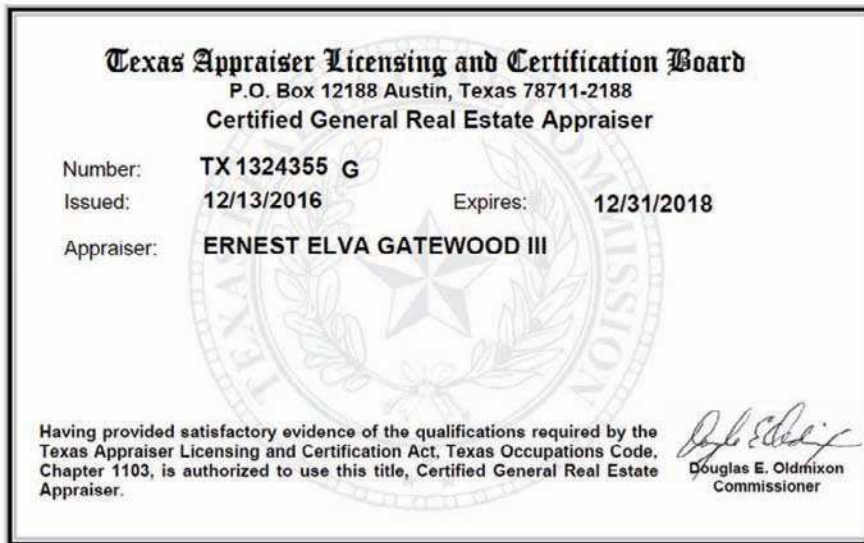 Texas Appraiser Licensing and Certification Board
P.O. Box 12188 Austin, Texas 78711-2188
Certified General Real Estate Appraiser
Number: TX 1324355 G
Issued: 12/13/2016 Expires: 12/31/2018
Appraiser: ERNEST ELVA GATEWOOD III
Having provided satisfactory evidence of the qualifications required by the
Texas Appraiser Licensing and Certification Act, Texas Occupations Code,
Chapter 1103, is authorized to use this title, Certified General Real Estate
Appraiser.
Douglas E. Oldmixon
Commissioner
TEXAS COMMISSION